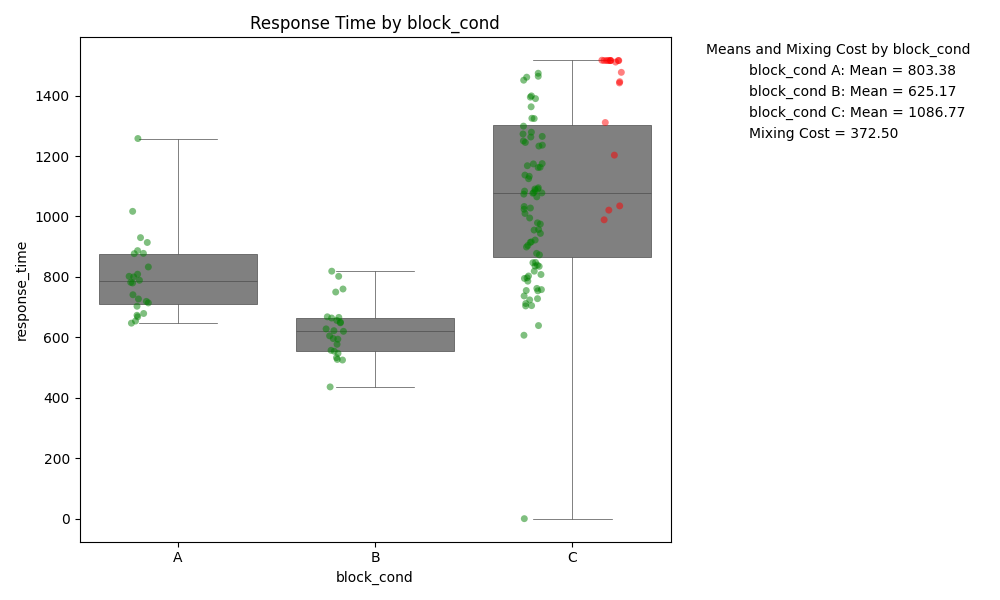 Response Time by block_cond
Means and Mixing Cost by block_cond
block_cond A: Mean = 803.38
block_cond B: Mean = 625.17
block_cond C: Mean = 1086.77
Mixing Cost = 372.50
response_time
1400
1200
1000
800
600
400
200
0
A
B
C
block_cond